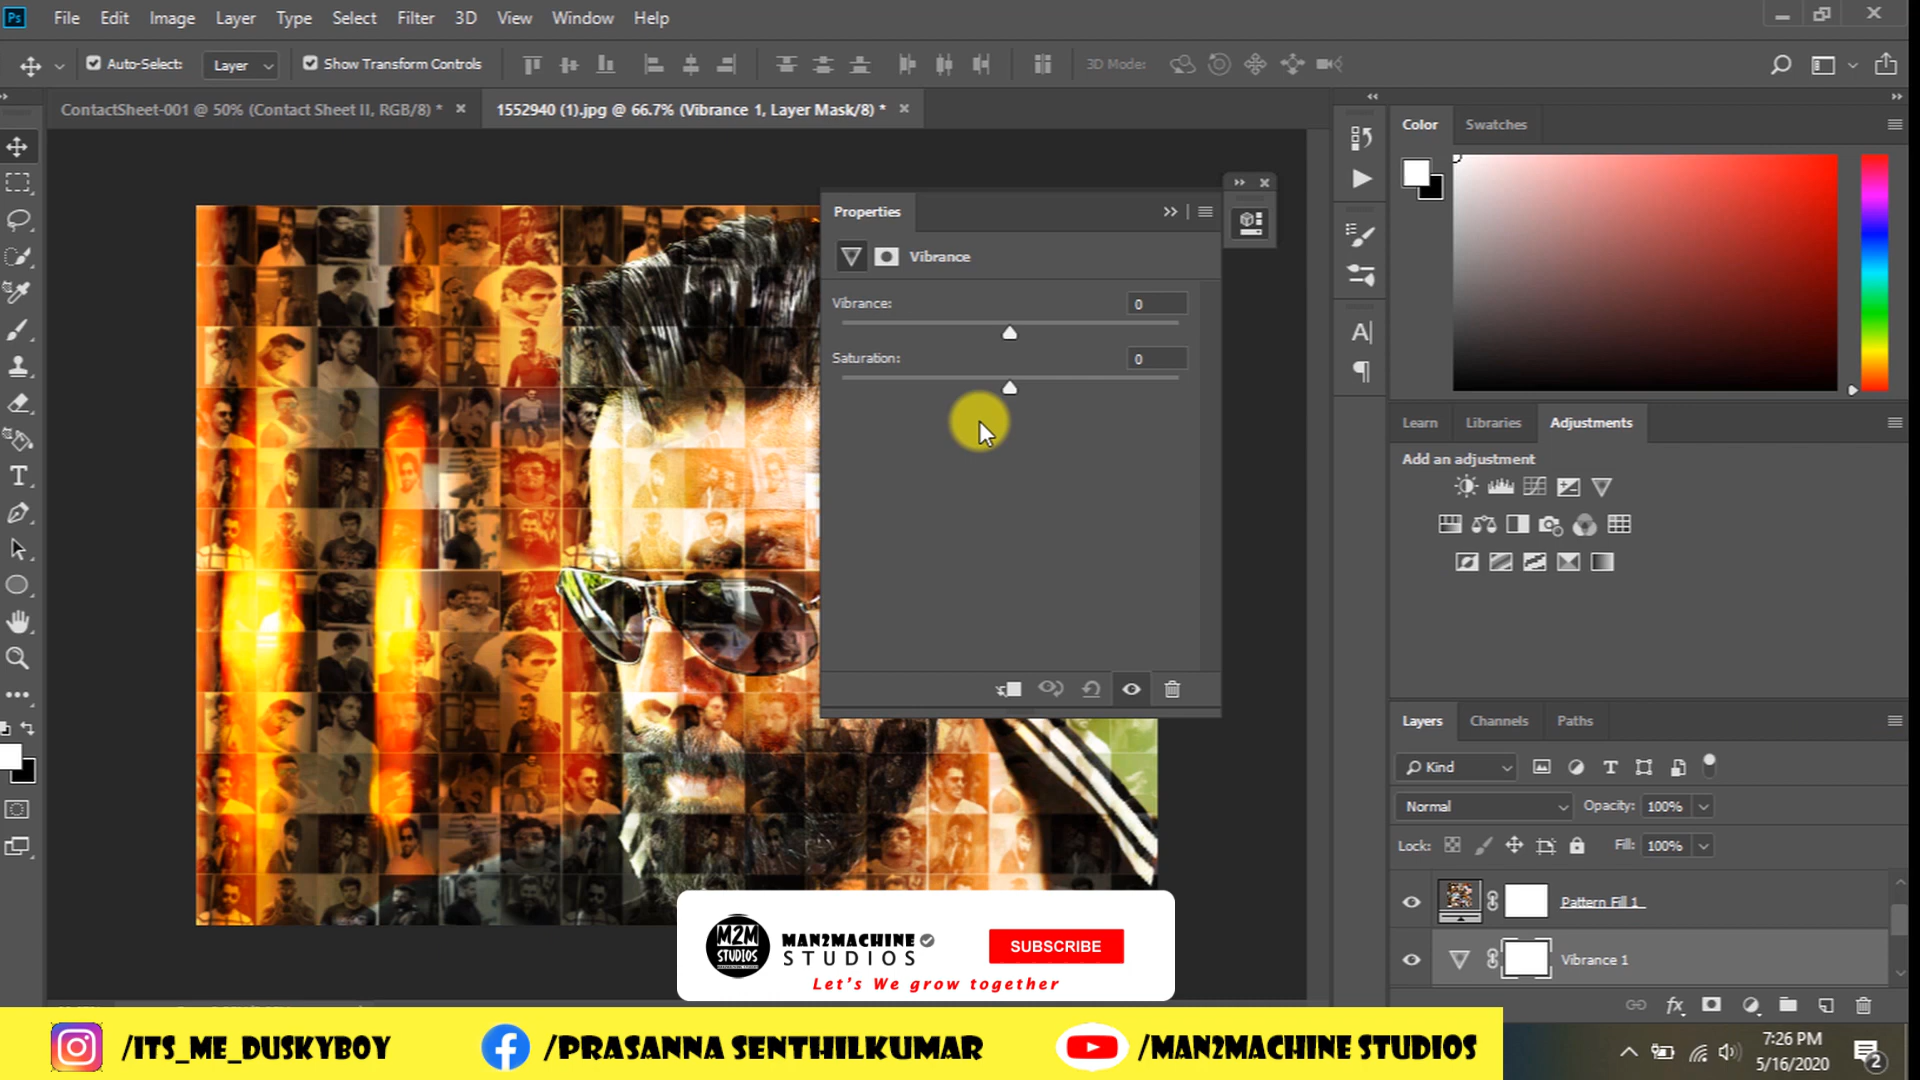 Ps File Edit Image Layer Type Select Filter 3D View Window Help
Auto-Select: Layer Show Transform Controls 3D Mode:
ContactSheet-001 @ 50% (Contact Sheet II, RGB/8) * × 1552940 (1).jpg @ 66.7% (Vibrance 1, Layer Mask/8) * ×
Color Swatches
Properties
Vibrance
Vibrance: 0
Saturation: 0
Learn Libraries Adjustments
Add an adjustment
Layers Channels Paths
Kind
Normal Opacity: 100%
Lock: Fill: 100%
Pattern Fill 1
Vibrance 1
M2M STUDIOS
MAN2MACHINE
STUDIOS
SUBSCRIBE
Let's We grow together
/ITS_ME_DUSKYBOY /PRASANNA SENTHILKUMAR /MAN2MACHINE STUDIOS
7:26 PM
5/16/2020
2